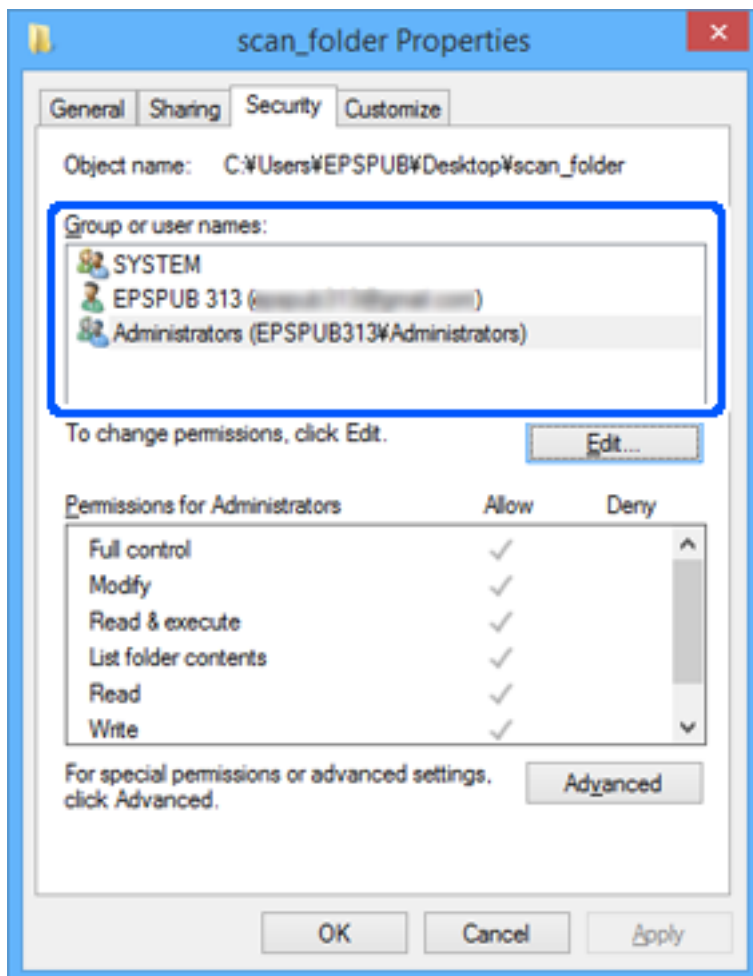 scan_folder Properties
General Sharing Security Customize
Object name: C:¥Users¥EPSPUB¥Desktop¥scan_folder
Group or user names:
SYSTEM
EPSPUB 313 ( )
Administrators (EPSPUB313¥Administrators)
To change permissions, click Edit.
Edit...
Permissions for Administrators Allow Deny
Full control
Modify
Read & execute
List folder contents
Read
Write
For special permissions or advanced settings,
click Advanced.
Advanced
OK Cancel Apply